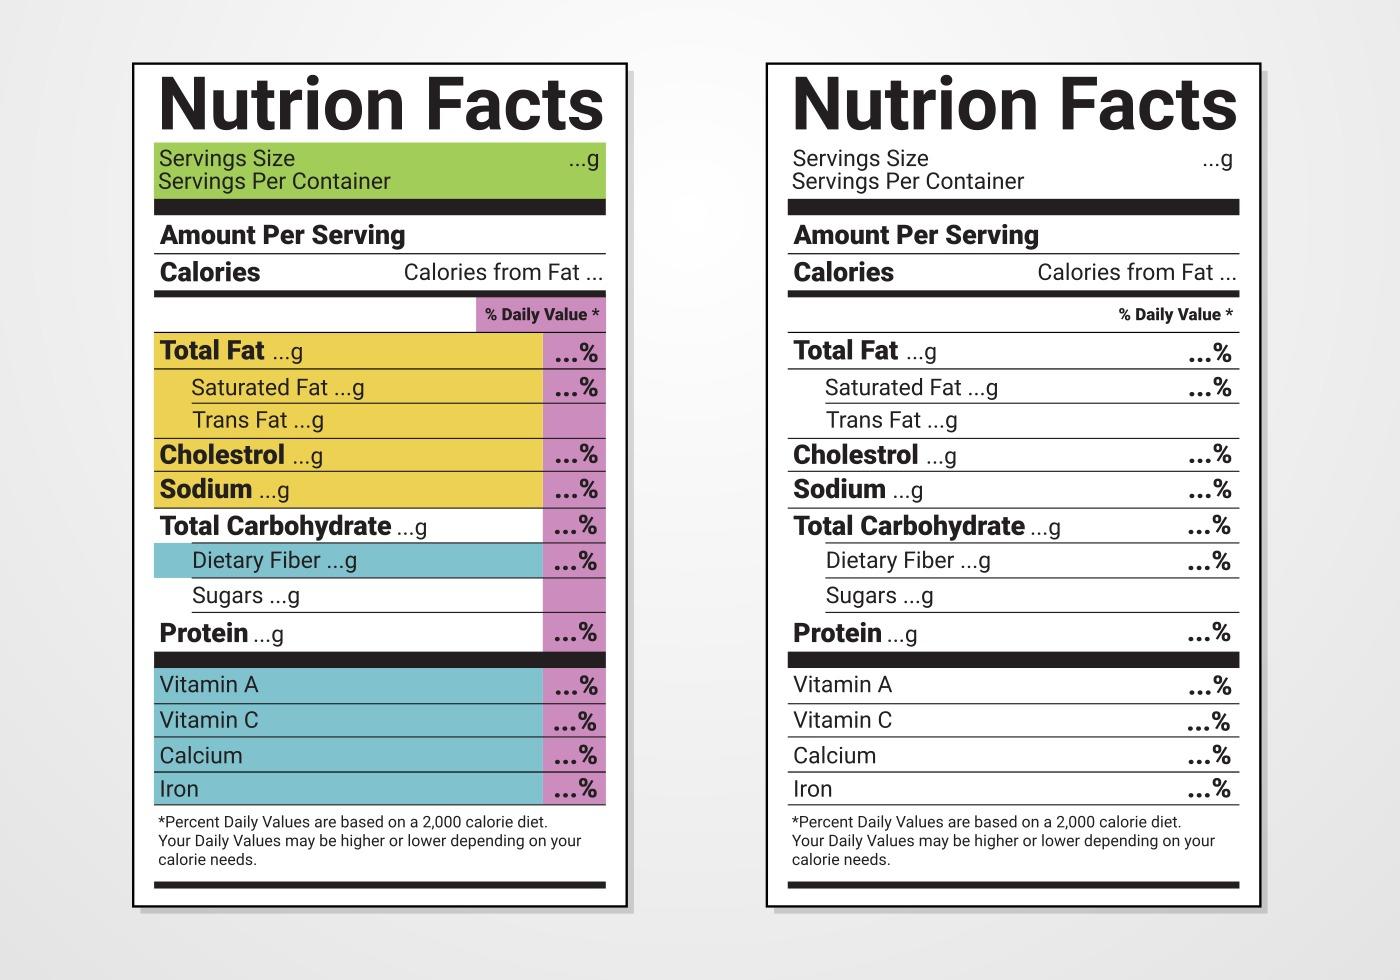 Nutrion Facts
Servings Size ...g
Servings Per Container
Amount Per Serving
Calories Calories from Fat ...
% Daily Value *
Total Fat ...g ...%
Saturated Fat ...g ...%
Trans Fat ...g
Cholestrol ...g ...%
Sodium ...g ...%
Total Carbohydrate ...g ...%
Dietary Fiber ...g ...%
Sugars ...g
Protein ...g ...%
Vitamin A ...%
Vitamin C ...%
Calcium ...%
Iron ...%
*Percent Daily Values are based on a 2,000 calorie diet.
Your Daily Values may be higher or lower depending on your
calorie needs.
Nutrion Facts
Servings Size ...g
Servings Per Container
Amount Per Serving
Calories Calories from Fat ...
% Daily Value *
Total Fat ...g ...%
Saturated Fat ...g ...%
Trans Fat ...g
Cholestrol ...g ...%
Sodium ...g ...%
Total Carbohydrate ...g ...%
Dietary Fiber ...g ...%
Sugars ...g
Protein ...g ...%
Vitamin A ...%
Vitamin C ...%
Calcium ...%
Iron ...%
*Percent Daily Values are based on a 2,000 calorie diet.
Your Daily Values may be higher or lower depending on your
calorie needs.